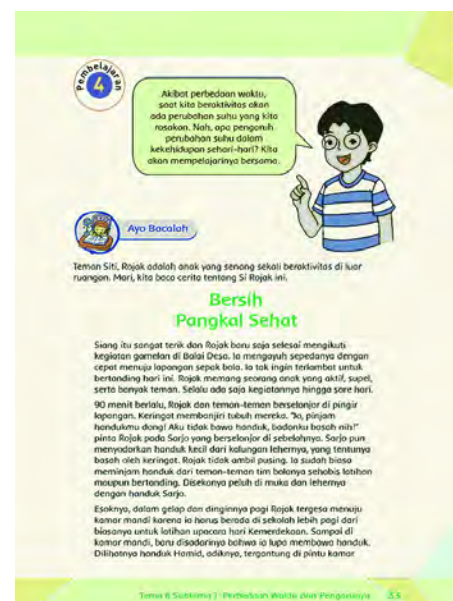 Pembelajaran
4
Akibat perbedaan waktu,
saat kita beraktivitas akan
ada perubahan suhu yang kita
rasakan. Nah, apa pengaruh
perubahan suhu dalam
kekehidupan sehari-hari? Kita
akan mempelajarinya bersama.
Ayo Bacalah
Teman Siti, Rojak adalah anak yang senang sekali beraktivitas di luar
ruangan. Mari, kita baca cerita tentang Si Rojak ini.
Bersih
Pangkal Sehat
Siang itu sangat terik dan Rojak baru saja selesai mengikuti
kegiatan gamelan di Balai Desa. Ia mengayuh sepedanya dengan
cepat menuju lapangan sepak bola. Ia tak ingin terlambat untuk
bertanding hari ini. Rojak memang seorang anak yang aktif, supel,
serta banyak teman. Selalu ada saja kegiatannya hingga sore hari.
90 menit berlalu, Rojak dan teman-teman berselonjor di pingir
lapangan. Keringat membanjiri tubuh mereka. "Jo, pinjam
handukmu dong! Aku tidak bawa handuk, badanku basah nih!"
pinta Rojak pada Sarjo yang berselonjor di sebelahnya. Sarjo pun
menyodorkan handuk kecil dari kalungan lehernya, yang tentunya
basah oleh keringat. Rojak tidak ambil pusing. Ia sudah biasa
meminjam handuk dari teman-teman tim bolanya sehabis latihan
maupun bertanding. Disekanya peluh di muka dan lehernya
dengan handuk Sarjo.
Esoknya, dalam gelap dan dinginnya pagi Rojak tergesa menuju
kamar mandi karena ia harus berada di sekolah lebih pagi dari
biasanya untuk latihan upacara hari Kemerdekaan. Sampai di
kamar mandi, baru disadarinya bahwa ia lupa membawa handuk.
Dilihatnya handuk Hamid, adiknya, tergantung di pintu kamar
Tema 6 Subtema 1: Perbedaan Waktu dan Pengaruhnya 33